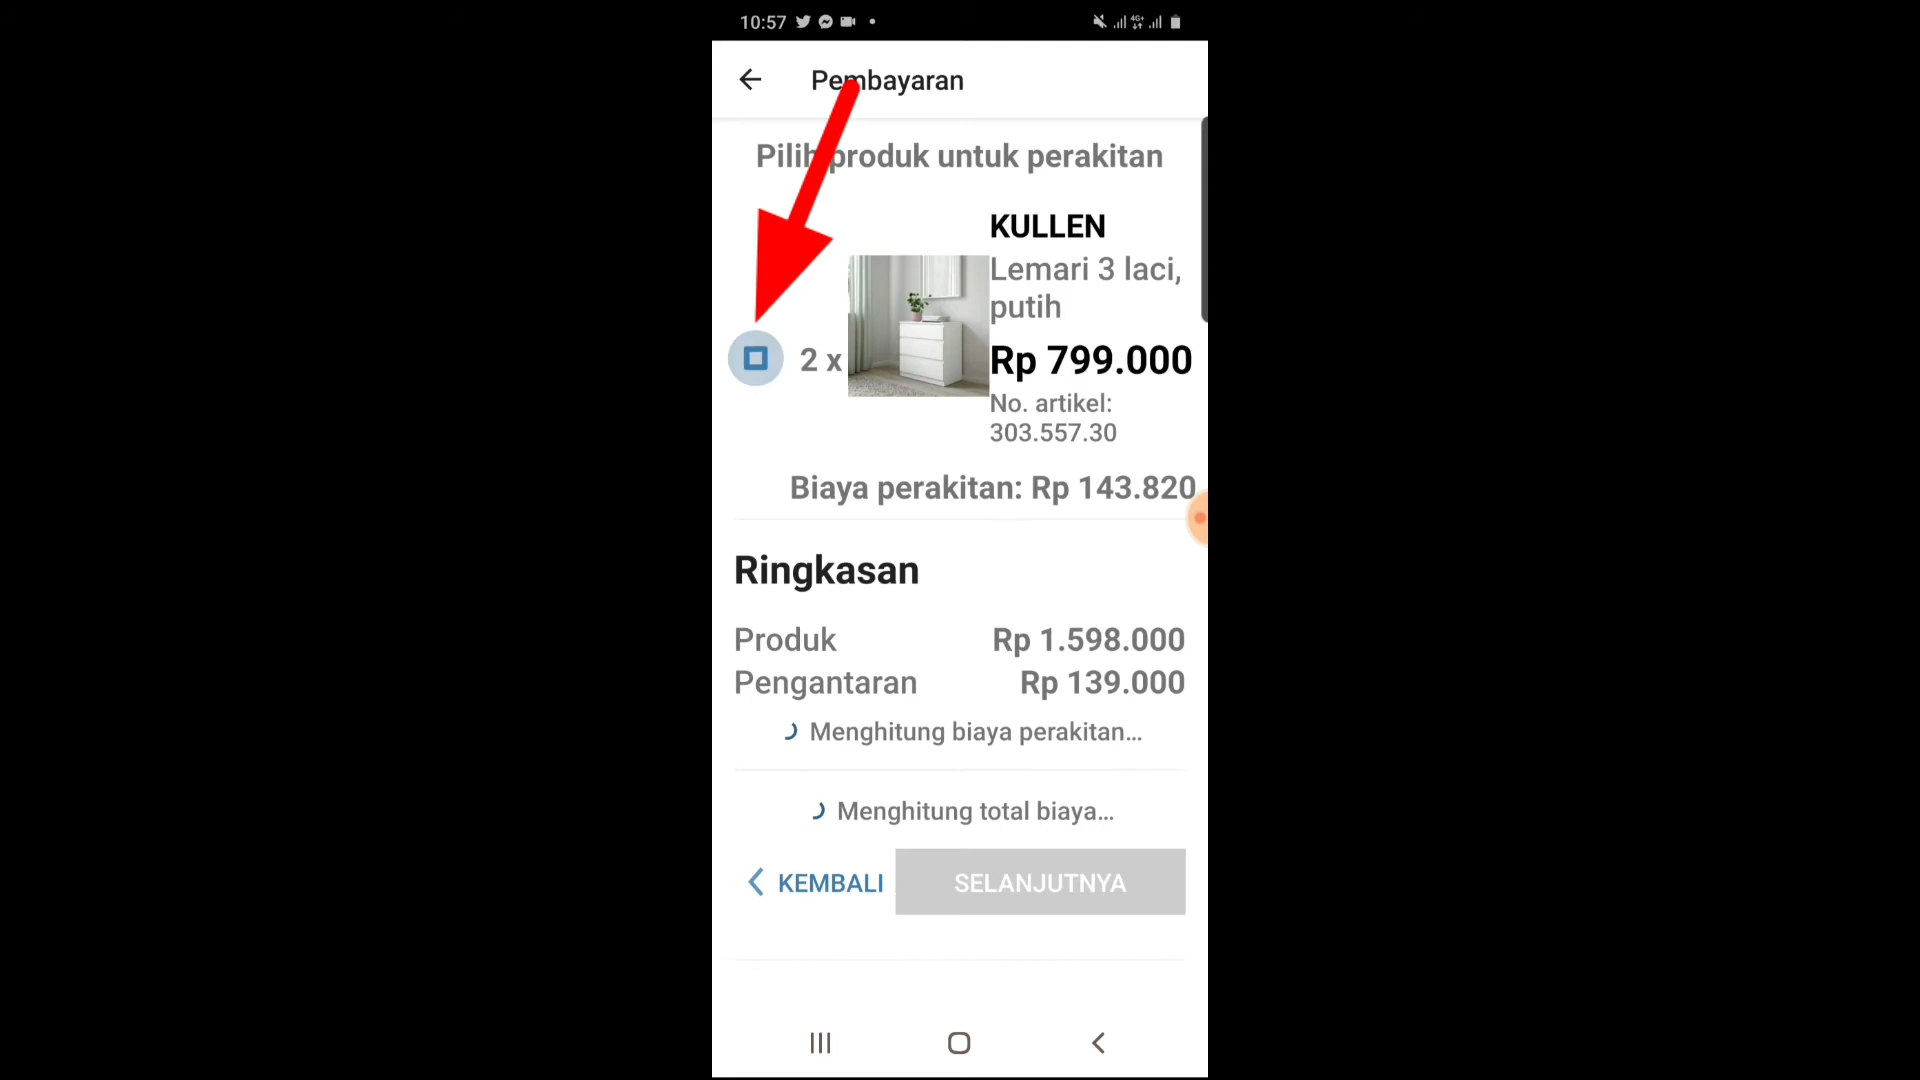 10:57
4G+
Pembayaran
Pilih produk untuk perakitan
KULLEN
Lemari 3 laci,
putih
2 x
Rp 799.000
No. artikel:
303.557.30
Biaya perakitan: Rp 143.820
Ringkasan
Produk Rp 1.598.000
Pengantaran Rp 139.000
Menghitung biaya perakitan...
Menghitung total biaya...
KEMBALI SELANJUTNYA